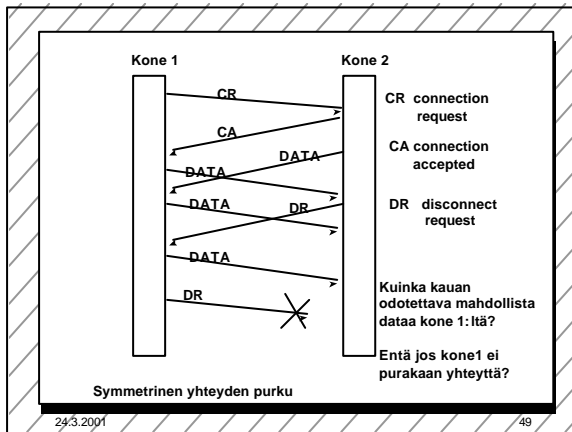 Kone 1
Kone 2
CR
CA
DATA
DATA
DR
DATA
DATA
DR
CR connection
request
CA connection
accepted
DR disconnect
request
Kuinka kauan
odotettava mahdollista
dataa kone 1:ltä?
Entä jos kone1 ei
purakaan yhteyttä?
Symmetrinen yhteyden purku
24.3.2001
49